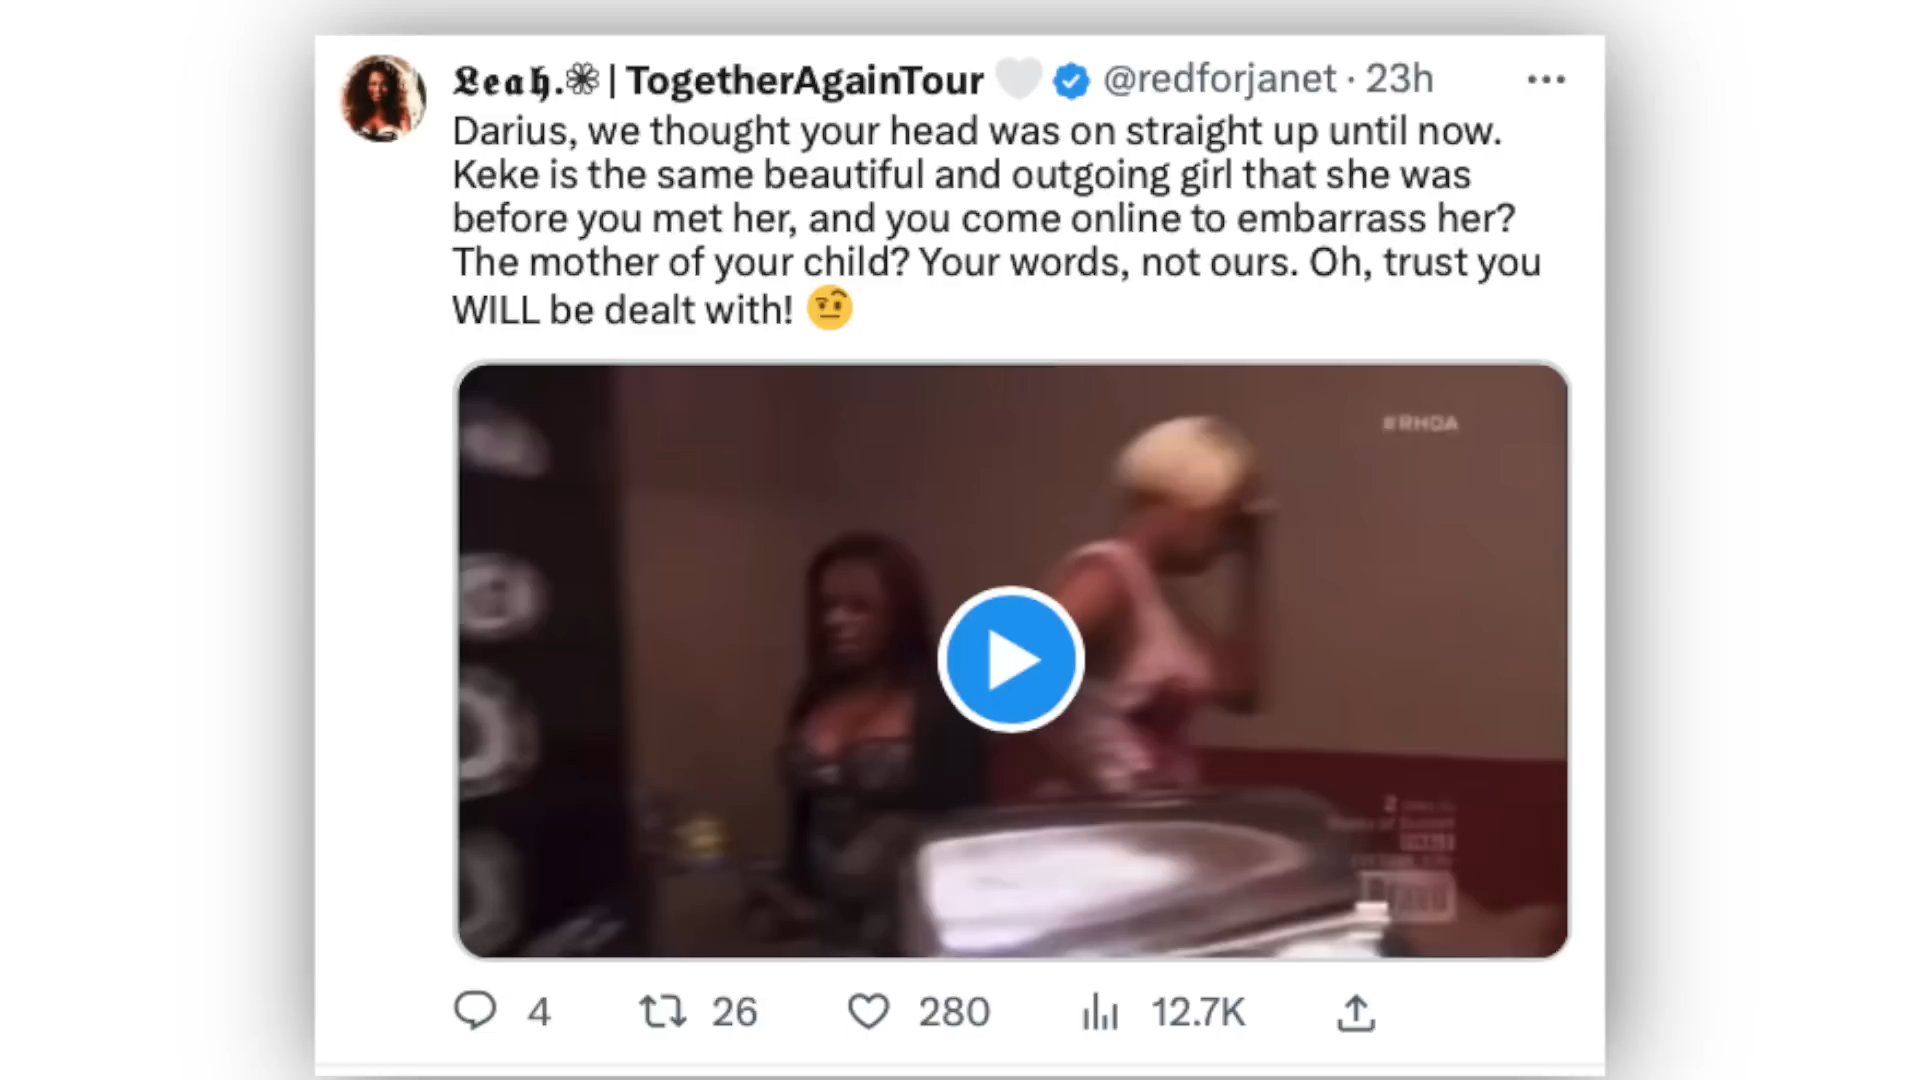 Leah. | TogetherAgainTour @redforjanet · 23h
Darius, we thought your head was on straight up until now.
Keke is the same beautiful and outgoing girl that she was
before you met her, and you come online to embarrass her?
The mother of your child? Your words, not ours. Oh, trust you
WILL be dealt with! 🤨
#RHOA
2
bravo
4 26 280 12.7K